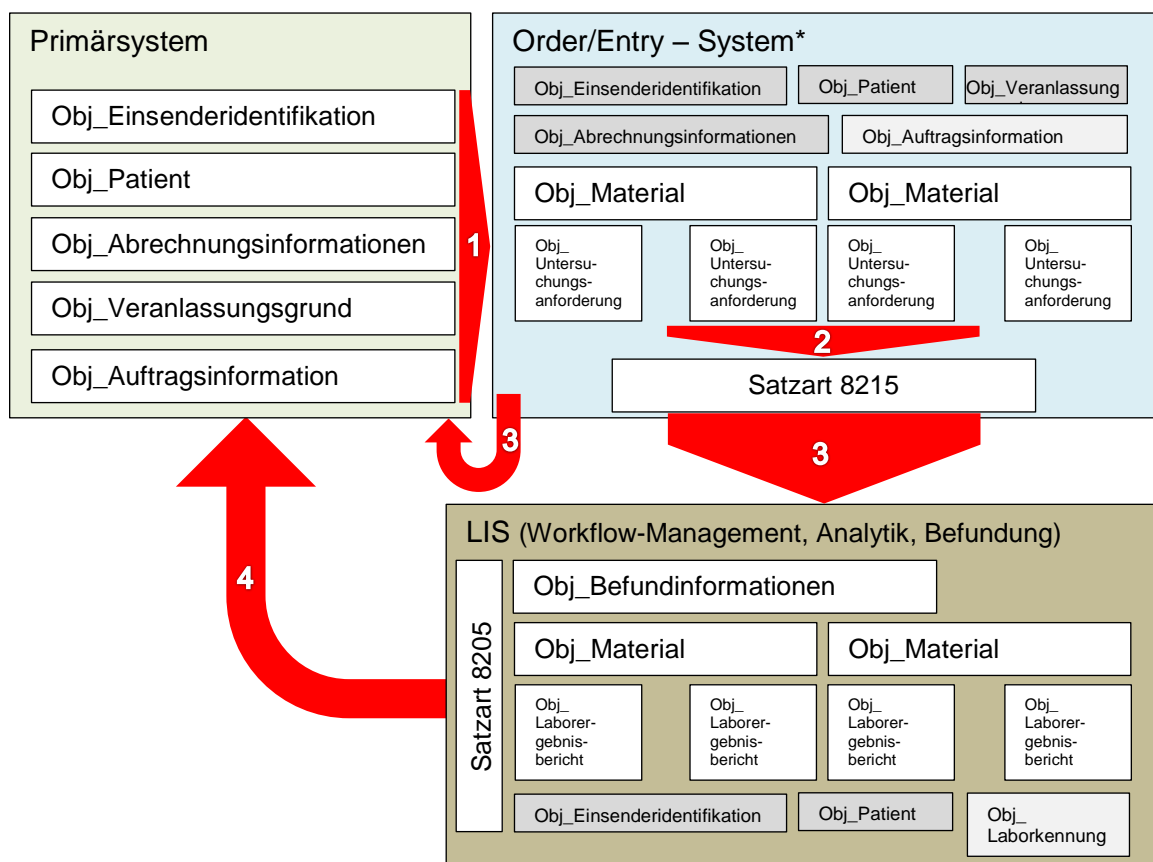 Primärsystem
Obj_Einsenderidentifikation
Obj_Patient
Obj_Abrechnungsinformationen
Obj_Veranlassungsgrund
Obj_Auftragsinformation
1
Order/Entry – System*
Obj_Einsenderidentifikation
Obj_Patient
Obj_Veranlassung
Obj_Abrechnungsinformationen
Obj_Auftragsinformation
Obj_Material
Obj_Material
Obj_
Untersu-
chungs-
anforderung
Obj_
Untersu-
chungs-
anforderung
Obj_
Untersu-
chungs-
anforderung
Obj_
Untersu-
chungs-
anforderung
2
Satzart 8215
3
3
4
LIS (Workflow-Management, Analytik, Befundung)
Satzart 8205
Obj_Befundinformationen
Obj_Material
Obj_Material
Obj_
Laborer-
gebnis-
bericht
Obj_
Laborer-
gebnis-
bericht
Obj_
Laborer-
gebnis-
bericht
Obj_
Laborer-
gebnis-
bericht
Obj_Einsenderidentifikation
Obj_Patient
Obj_
Laborkennung